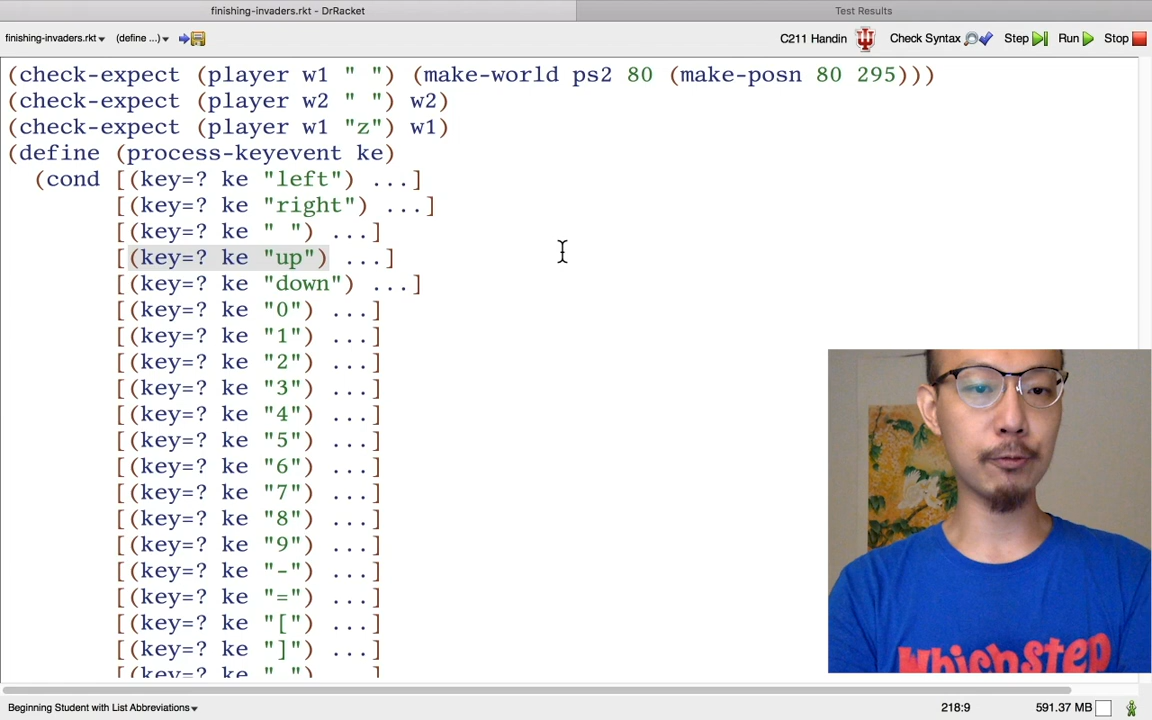 finishing-invaders.rkt - DrRacket
Test Results
finishing-invaders.rkt▾ (define ...)▾ C211 Handin Check Syntax Step Run Stop
(check-expect (player w1 " ") (make-world ps2 80 (make-posn 80 295)))
(check-expect (player w2 " ") w2)
(check-expect (player w1 "z") w1)
(define (process-keyevent ke)
(cond [(key=? ke "left") ...]
[(key=? ke "right") ...]
[(key=? ke " ") ...]
[(key=? ke "up") ...]
[(key=? ke "down") ...]
[(key=? ke "0") ...]
[(key=? ke "1") ...]
[(key=? ke "2") ...]
[(key=? ke "3") ...]
[(key=? ke "4") ...]
[(key=? ke "5") ...]
[(key=? ke "6") ...]
[(key=? ke "7") ...]
[(key=? ke "8") ...]
[(key=? ke "9") ...]
[(key=? ke "-") ...]
[(key=? ke "=") ...]
[(key=? ke "[") ...]
[(key=? ke "]") ...]
Whichstep
Beginning Student with List Abbreviations▾ 218:9 591.37 MB